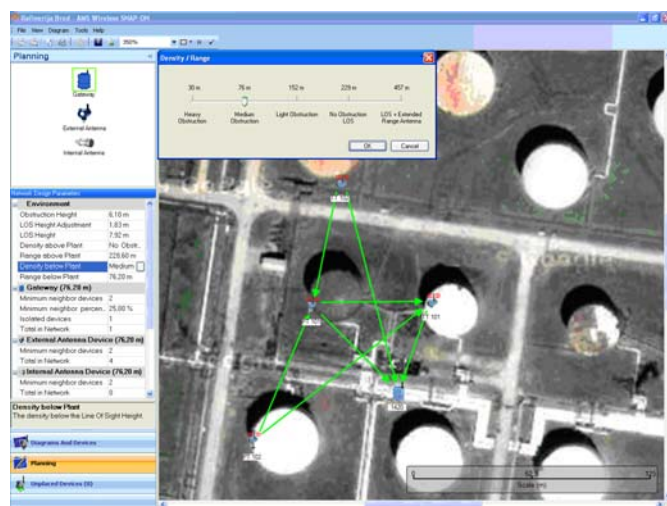 Rafinerija Brod - AMS Wireless SNAP-ON
File View Diagram Tools Help
350%
Planning
Gateway
External Antenna
Internal Antenna
Density / Range
30 m 76 m 152 m 229 m 457 m
Heavy Obstruction
Medium Obstruction
Light Obstruction
No Obstruction LOS
LOS + Extended Range Antenna
OK Cancel
Network Design Parameters
Environment
Obstruction Height 6,10 m
LOS Height Adjustment 1,83 m
LOS Height 7,92 m
Density above Plant No Obstr...
Range above Plant 228,60 m
Density below Plant Medium
Range below Plant 76,20 m
Gateway (76,20 m)
Minimum neighbor devices 2
Minimum neighbor percen... 25,00 %
Isolated devices 1
Total in Network 1
External Antenna Device (76,20 m)
Minimum neighbor devices 2
Total in Network 4
Internal Antenna Device (76,20 m)
Minimum neighbor devices 2
Total in Network 0
Density below Plant
The density below the Line Of Sight Height.
Diagrams And Devices
Planning
Unplaced Devices (0)
FT 101
FT 102
1420
0
Scale (m)